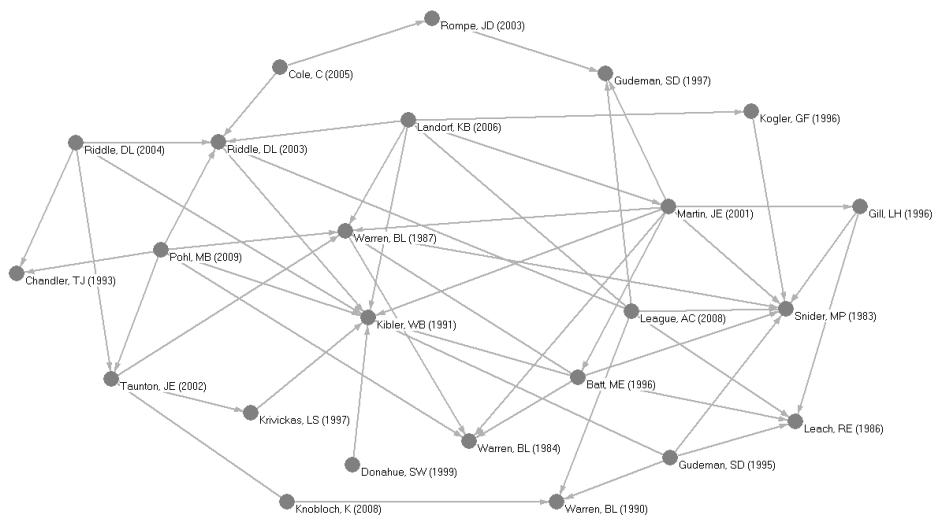 Rompe, JD (2003)
Cole, C (2005)
Gudeman, SD (1997)
Kogler, GF (1996)
Landorf, KB (2006)
Riddle, DL (2004)
Riddle, DL (2003)
Martin, JE (2001)
Gill, LH (1996)
Warren, BL (1987)
Pohl, MB (2009)
Chandler, TJ (1993)
Kibler, WB (1991)
League, AC (2008)
Snider, MP (1983)
Taunton, JE (2002)
Batt, ME (1996)
Krivickas, LS (1997)
Leach, RE (1986)
Warren, BL (1984)
Donahue, SW (1999)
Gudeman, SD (1995)
Knobloch, K (2008)
Warren, BL (1990)